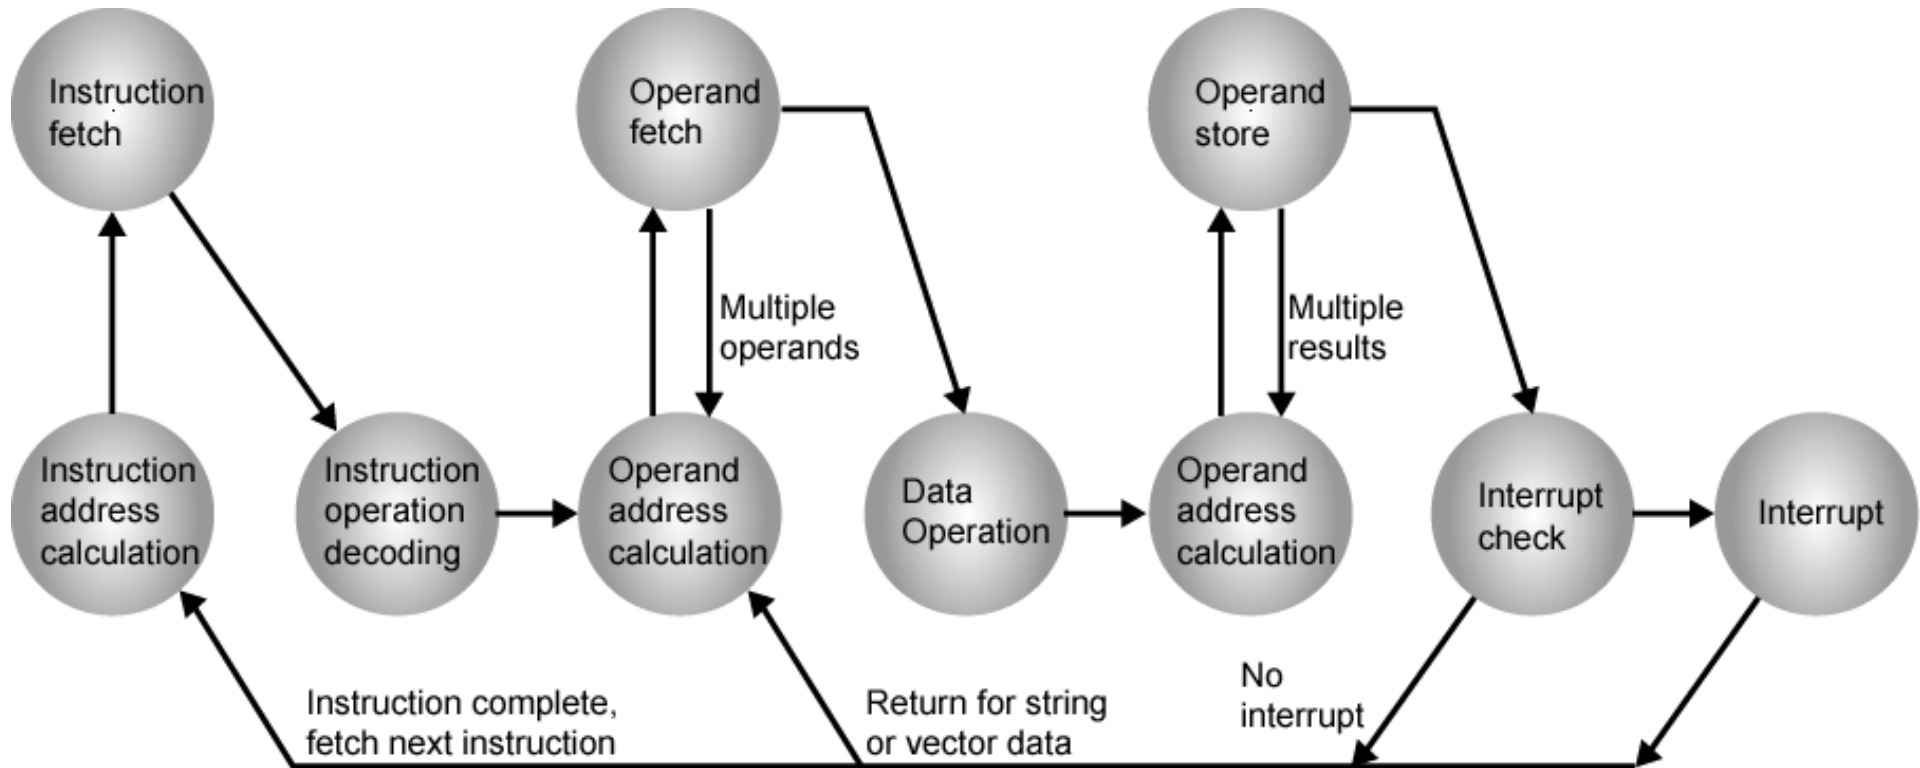 Instruction
fetch
Operand
fetch
Operand
store
Multiple
operands
Multiple
results
Instruction
address
calculation
Instruction
operation
decoding
Operand
address
calculation
Data
Operation
Operand
address
calculation
Interrupt
check
Interrupt
Instruction complete,
fetch next instruction
Return for string
or vector data
No
interrupt